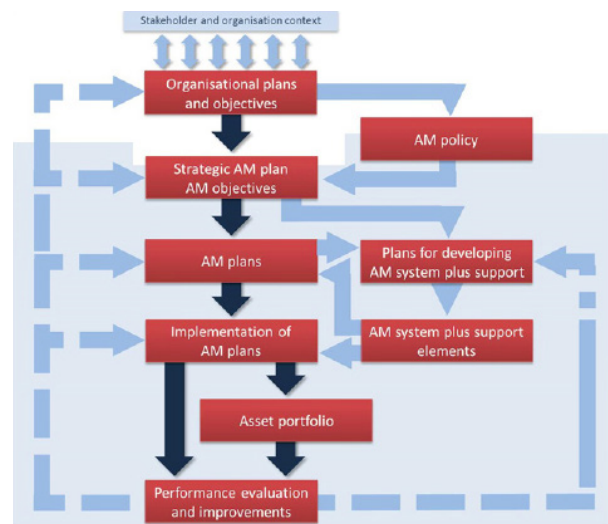 Stakeholder and organisation context
Organisational plans
and objectives
AM policy
Strategic AM plan
AM objectives
AM plans
Plans for developing
AM system plus support
Implementation of
AM plans
AM system plus support
elements
Asset portfolio
Performance evaluation
and improvements